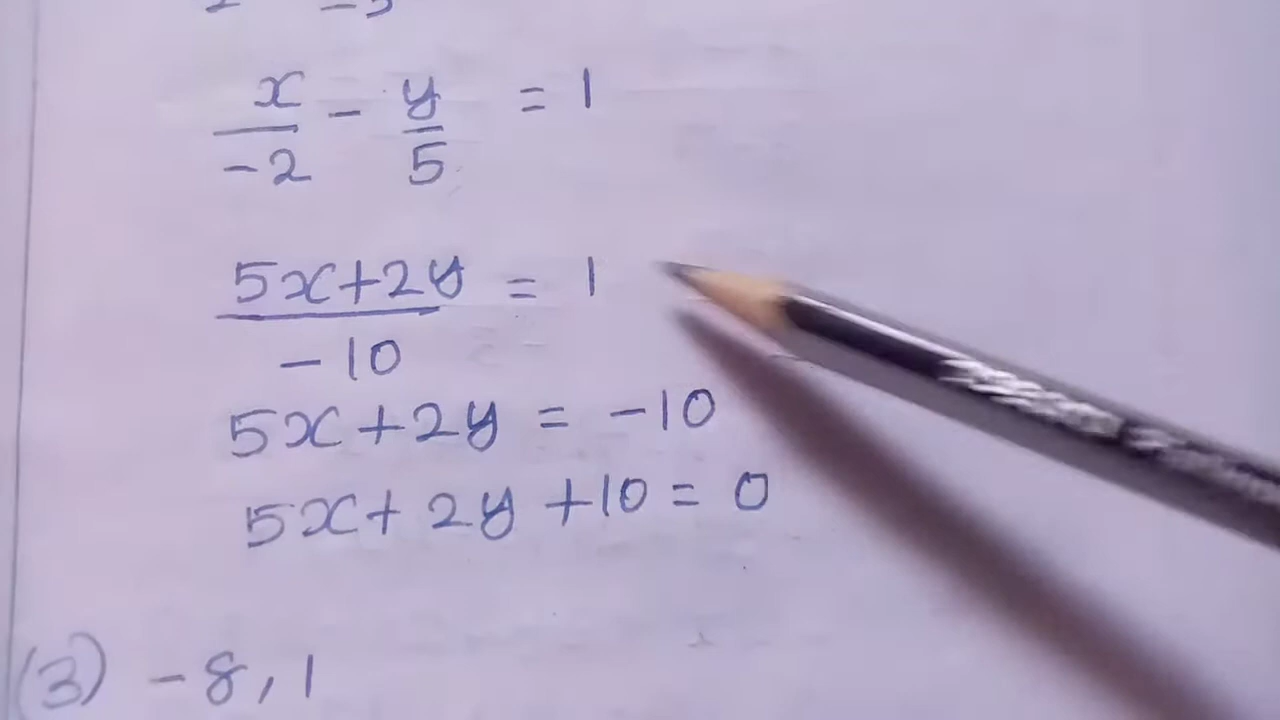 x/-2 - y/5 = 1
5x+2y/-10 = 1
5x+2y = -10
5x+2y+10=0
(3) -8, 1